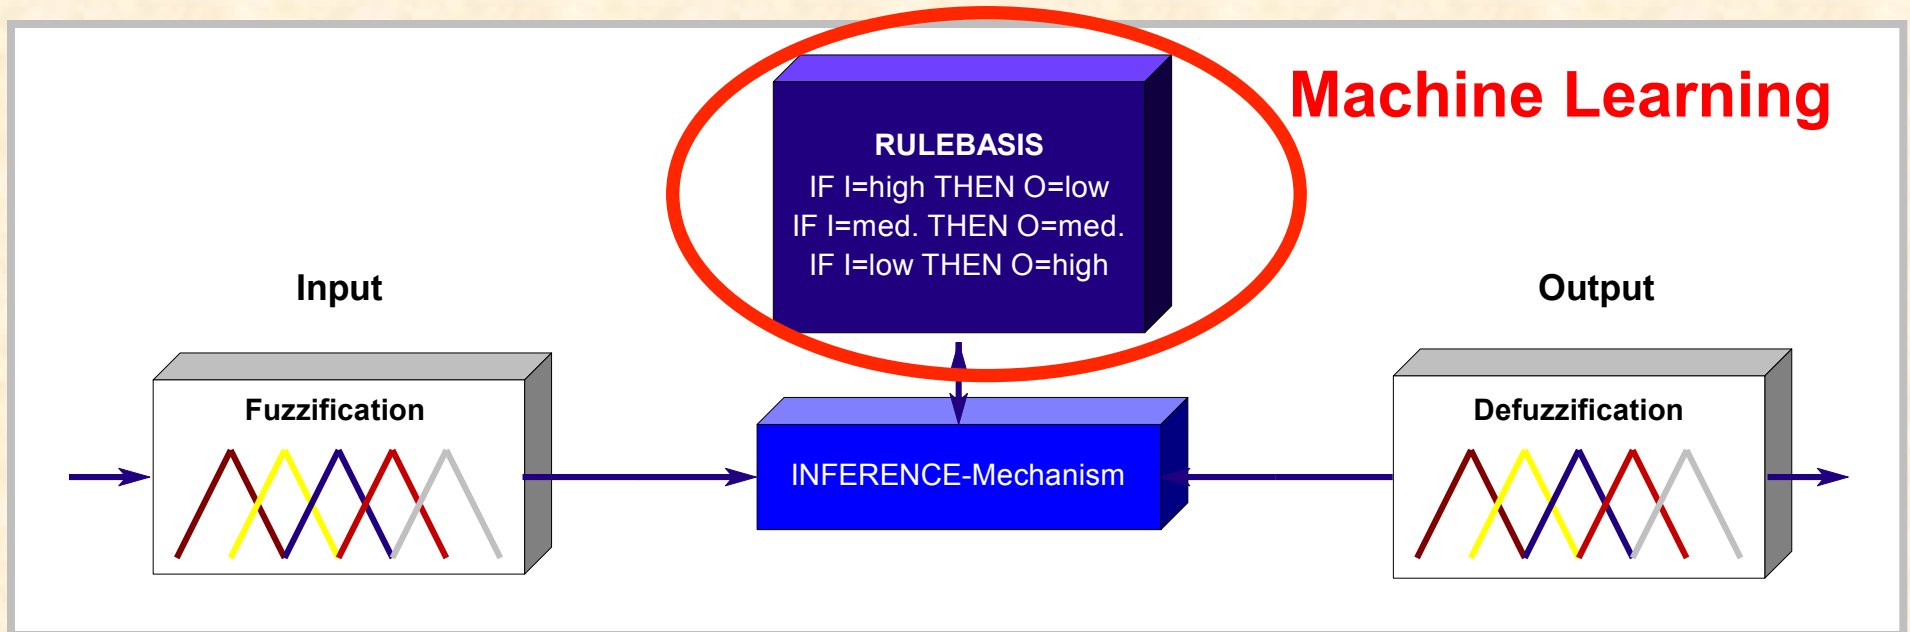 Machine Learning
RULEBASIS
IF I=high THEN O=low
IF I=med. THEN O=med.
IF I=low THEN O=high
Input
Output
Fuzzification
Defuzzification
INFERENCE-Mechanism